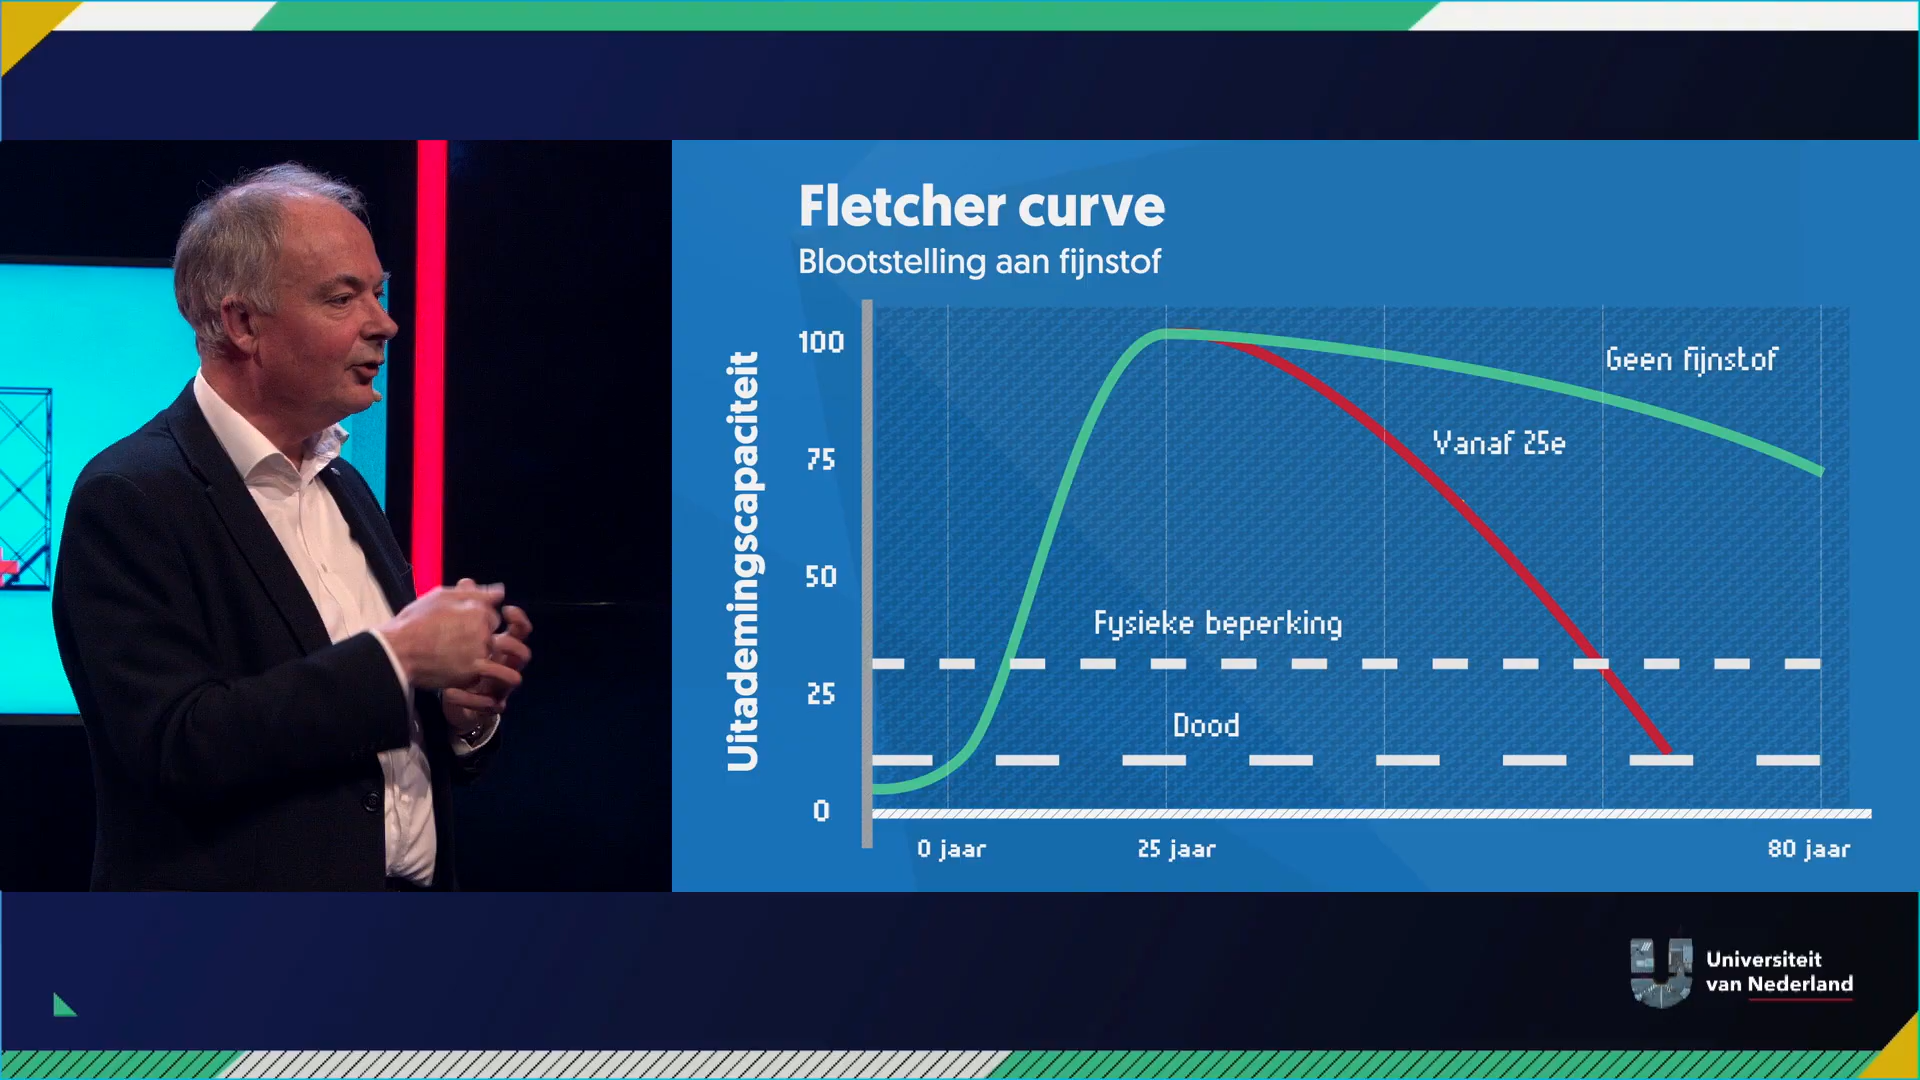 Fletcher curve
Blootstelling aan fijnstof
Uitademingscapaciteit
100
75
50
25
0
Geen fijnstof
Vanaf 25e
Fysieke beperking
Dood
0 jaar
25 jaar
80 jaar
Universiteit
van Nederland